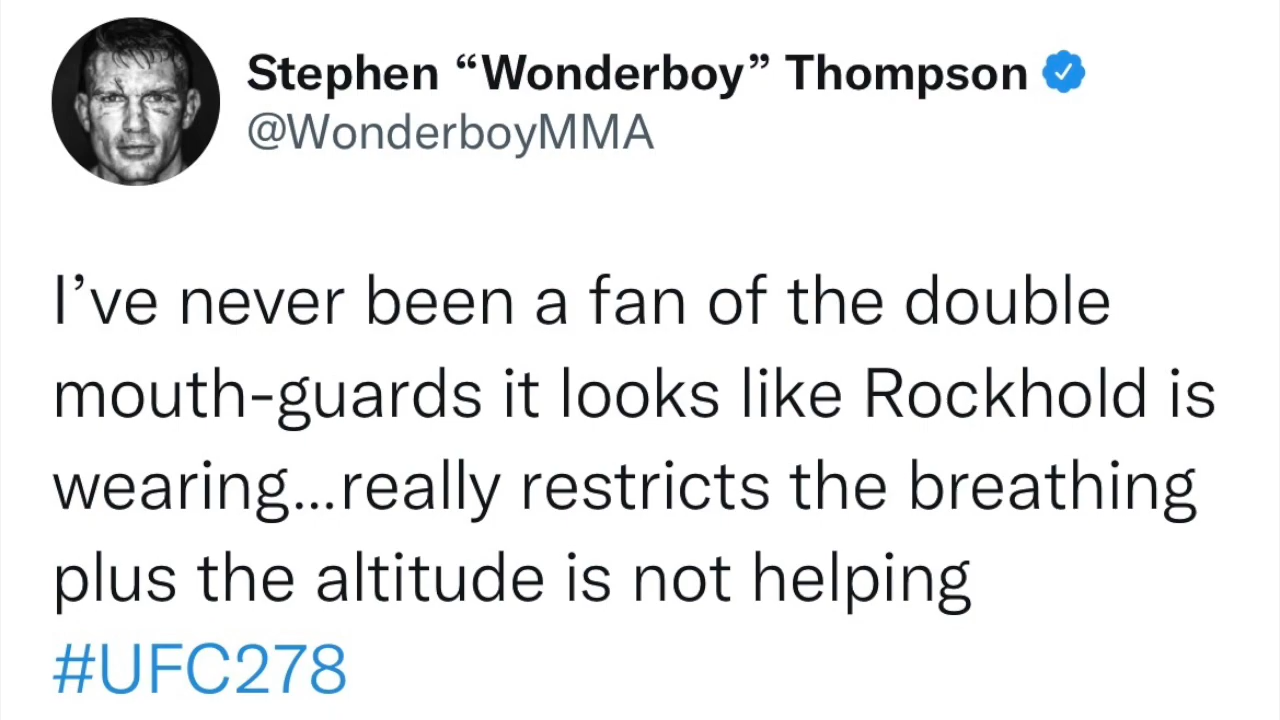 Stephen “Wonderboy” Thompson
@WonderboyMMA
I’ve never been a fan of the double
mouth-guards it looks like Rockhold is
wearing...really restricts the breathing
plus the altitude is not helping
#UFC278